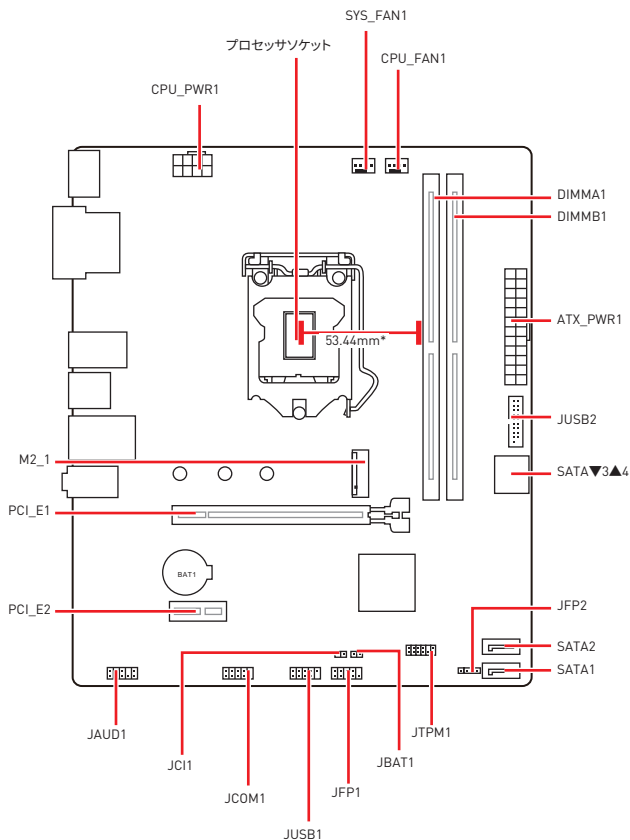 SYS_FAN1
プロセッサソケット
CPU_FAN1
CPU_PWR1
DIMMA1
DIMMB1
ATX_PWR1
53.44mm*
JUSB2
M2_1
SATA▼3▲4
PCI_E1
BAT1
PCI_E2
JFP2
SATA2
SATA1
JAUD1
JTPM1
JCI1
JBAT1
JCOM1
JFP1
JUSB1